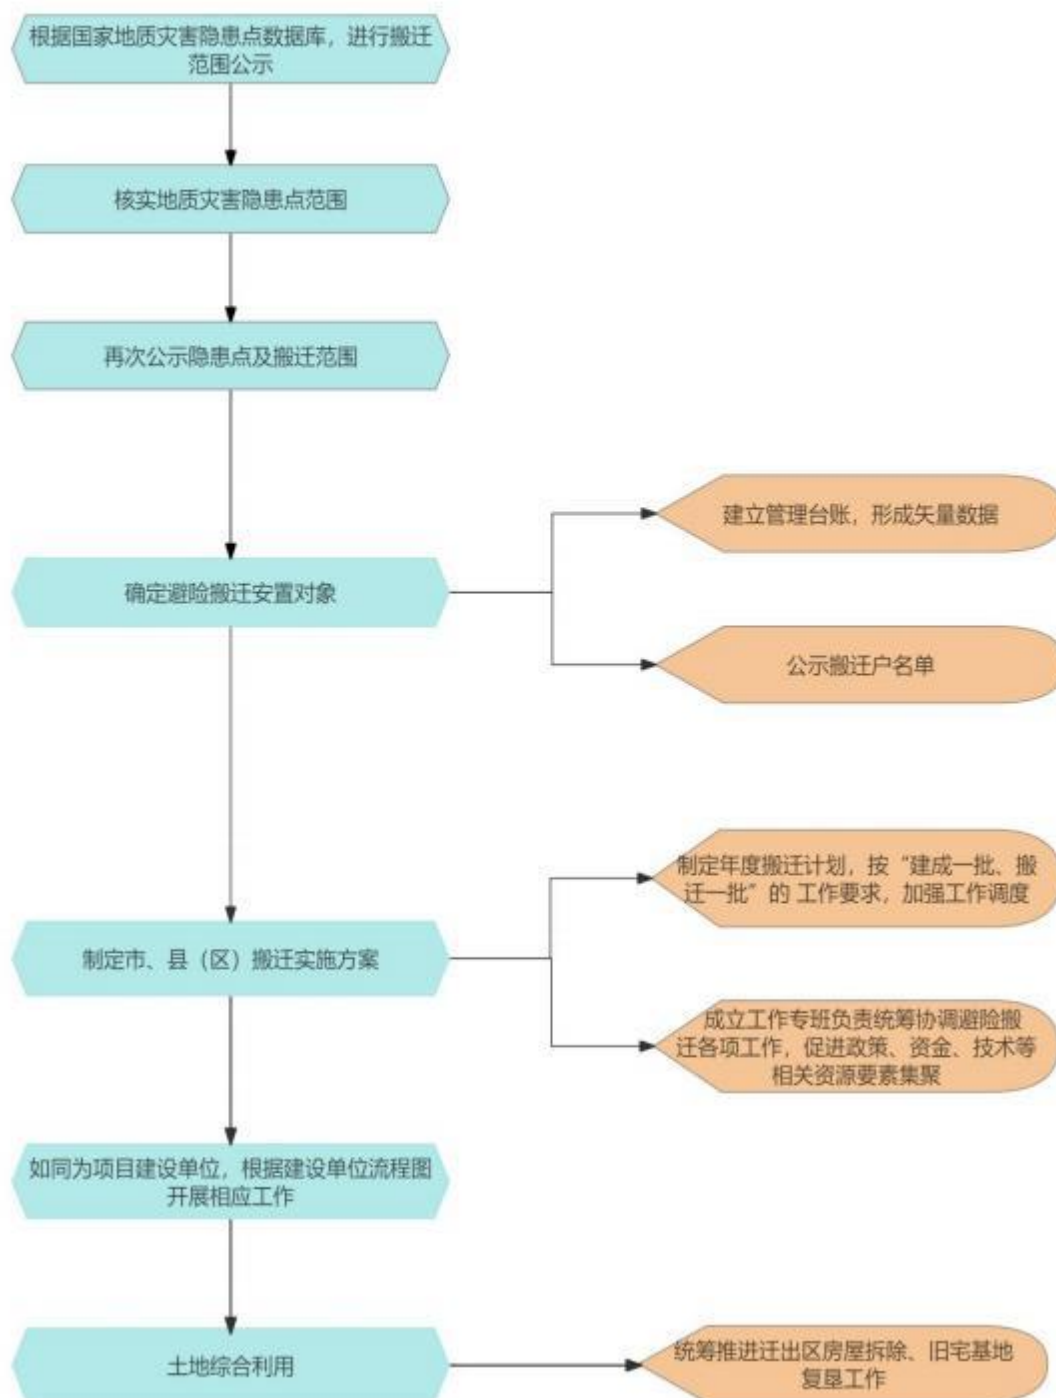 根据国家地质灾害隐患点数据库，进行搬迁
范围公示
核实地质灾害隐患点范围
再次公示隐患点及搬迁范围
建立管理台账，形成矢量数据
确定避险搬迁安置对象
公示搬迁户名单
制定年度搬迁计划，按“建成一批、搬
迁一批”的 工作要求，加强工作调度
制定市、县（区）搬迁实施方案
成立工作专班负责统筹协调避险搬
迁各项工作，促进政策、资金、技术等
相关资源要素集聚
如同为项目建设单位，根据建设单位流程图
开展相应工作
土地综合利用
统筹推进迁出区房屋拆除、旧宅基地
复垦工作